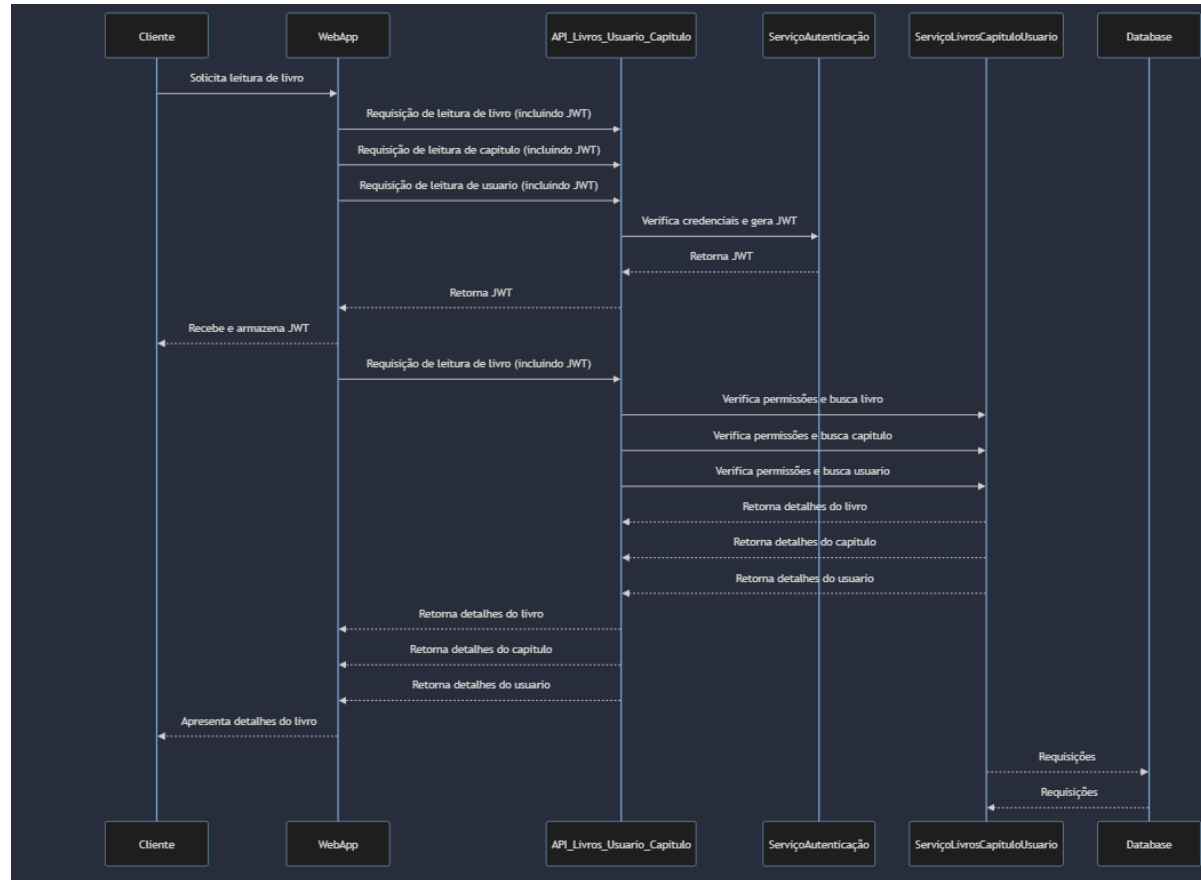 Cliente
WebApp
API_Livros_Usuario_Capitulo
ServiçoAutenticação
ServiçoLivrosCapituloUsuario
Database
Solicita leitura de livro
Requisição de leitura de livro (incluindo JWT)
Requisição de leitura de capitulo (incluindo JWT)
Requisição de leitura de usuario (incluindo JWT)
Verifica credenciais e gera JWT
Retorna JWT
Retorna JWT
Recebe e armazena JWT
Requisição de leitura de livro (incluindo JWT)
Verifica permissões e busca livro
Verifica permissões e busca capitulo
Verifica permissões e busca usuario
Retorna detalhes do livro
Retorna detalhes do capítulo
Retorna detalhes do usuario
Retorna detalhes do livro
Retorna detalhes do capítulo
Retorna detalhes do usuario
Apresenta detalhes do livro
Requisições
Requisições
Cliente
WebApp
API_Livros_Usuario_Capitulo
ServiçoAutenticação
ServiçoLivrosCapituloUsuario
Database